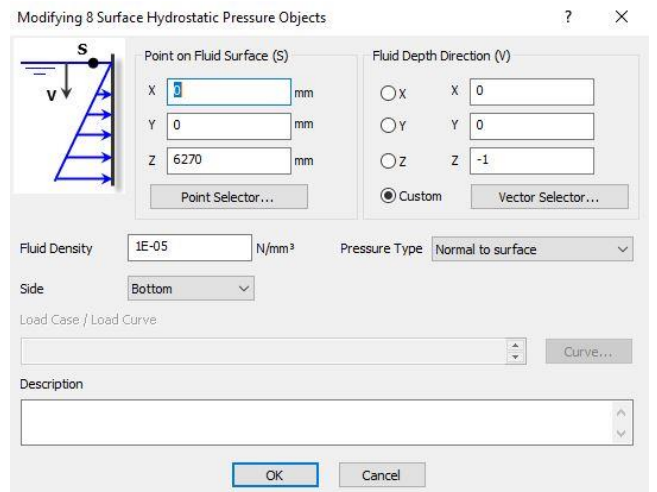 Modifying 8 Surface Hydrostatic Pressure Objects ? ×
S
V
Point on Fluid Surface (S)
X 0 mm
Y 0 mm
Z 6270 mm
Point Selector...
Fluid Depth Direction (V)
X X 0
Y Y 0
Z Z -1
Custom Vector Selector...
Fluid Density 1E-05 N/mm³ Pressure Type Normal to surface
Side Bottom
Load Case / Load Curve
Curve...
Description
OK Cancel